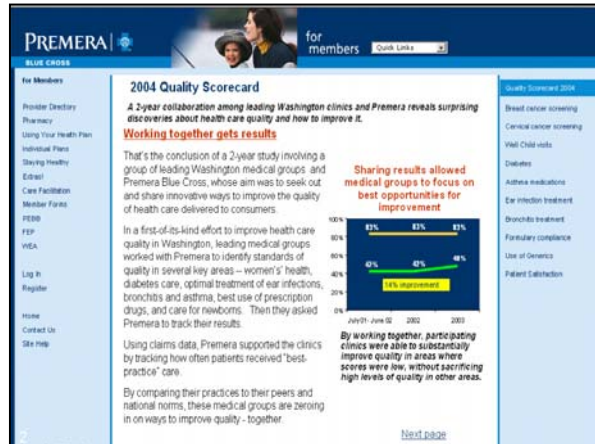 PREMERA
BLUE CROSS
for
members
Quick Links
For Members
Provider Directory
Pharmacy
Using Your Health Plan
Individual Plans
Staying Healthy
Extras!
Care Facilitation
Member Forms
PEBB
FEP
WEA
Log In
Register
Home
Contact Us
Site Help
2
2004 Quality Scorecard
A 2-year collaboration among leading Washington clinics and Premera reveals surprising
discoveries about health care quality and how to improve it.
Working together gets results
That's the conclusion of a 2-year study involving a
group of leading Washington medical groups and
Premera Blue Cross, whose aim was to seek out
and share innovative ways to improve the quality
of health care delivered to consumers.
In a first-of-its-kind effort to improve health care
quality in Washington, leading medical groups
worked with Premera to identify standards of
quality in several key areas – women's health,
diabetes care, optimal treatment of ear infections,
bronchitis and asthma, best use of prescription
drugs, and care for newborns. Then they asked
Premera to track their results.
Using claims data, Premera supported the clinics
by tracking how often patients received "best-
practice" care.
By comparing their practices to their peers and
national norms, these medical groups are zeroing
in on ways to improve quality - together.
Sharing results allowed
medical groups to focus on
best opportunities for
improvement
100%
80%
60%
40%
20%
0%
83% 83% 83%
42% 42% 48%
14% improvement
July 01- June 02 2002 2003
By working together, participating
clinics were able to substantially
improve quality in areas where
scores were low, without sacrificing
high levels of quality in other areas.
Next page
Quality Scorecard 2004
Breast cancer screening
Cervical cancer screening
Well Child visits
Diabetes
Asthma medications
Ear infection treatment
Bronchitis treatment
Formulary compliance
Use of Generics
Patient Satisfaction